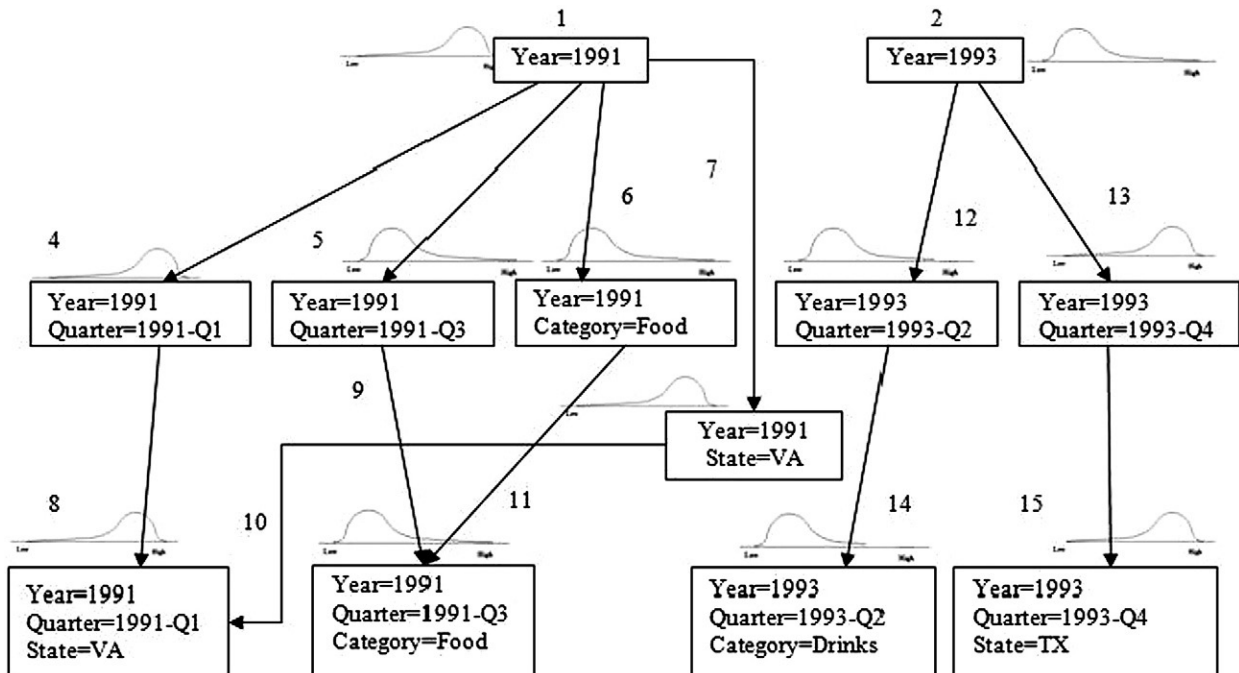 1
2
Year=1991
Low
Year=1993
Low
High
7
6
12
13
4
5
Low
High
Low
High
Low
High
Low
High
Year=1991
Quarter=1991-Q1
Year=1991
Quarter=1991-Q3
Year=1991
Category=Food
Year=1993
Quarter=1993-Q2
Year=1993
Quarter=1993-Q4
9
Low
Year=1991
State=VA
8
10
11
14
15
Low
High
Low
High
Low
High
Low
High
Year=1991
Quarter=1991-Q1
State=VA
Year=1991
Quarter=1991-Q3
Category=Food
Year=1993
Quarter=1993-Q2
Category=Drinks
Year=1993
Quarter=1993-Q4
State=TX